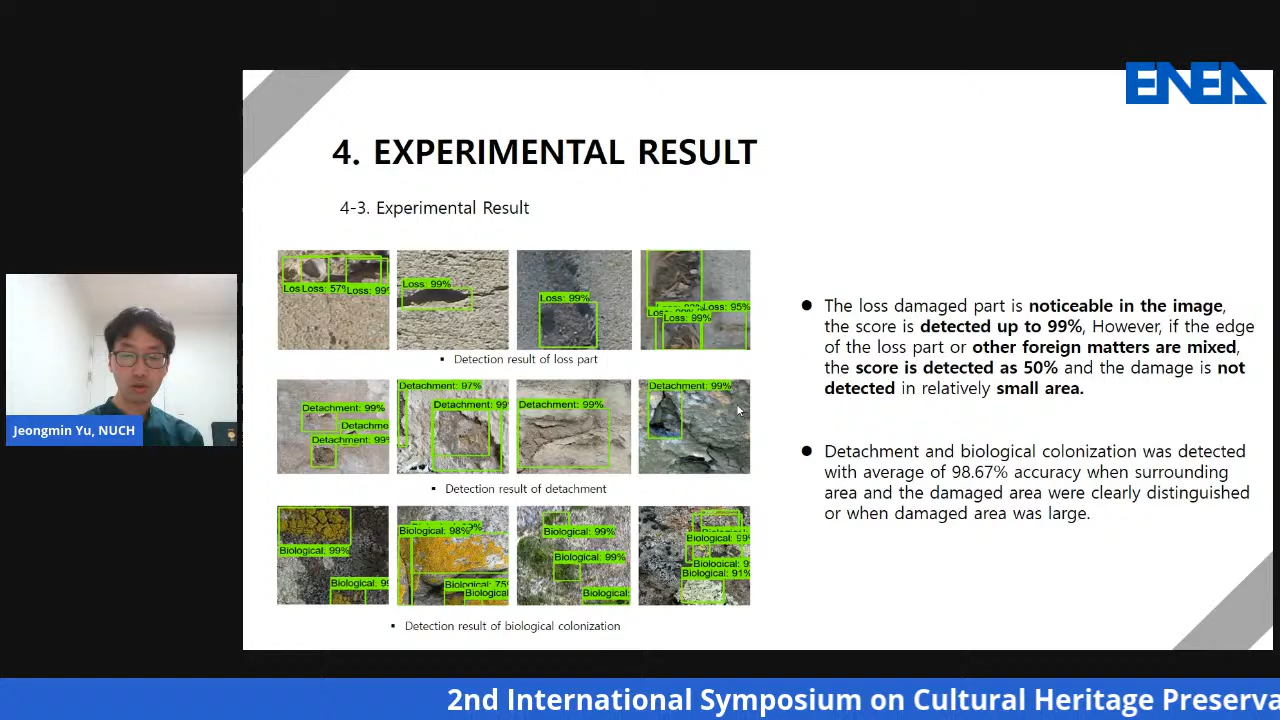 ENEA
4. EXPERIMENTAL RESULT
4-3. Experimental Result
Loss: 57%
Loss: 99%
Loss: 99%
Loss: 95%
Loss: 99%
Detection result of loss part
Detachment: 99%
Detachment: 99%
Detachment: 97%
Detachment: 99
Detachment: 99%
Detachment: 99%
Detection result of detachment
Biological: 99%
Biological: 99
Biological: 98%
Biological: 75
Biological
Biological: 99%
Biological: 99%
Biological:
Biological: 99
Biological: 9
Biological: 91%
Detection result of biological colonization
The loss damaged part is noticeable in the image,
the score is detected up to 99%, However, if the edge
of the loss part or other foreign matters are mixed,
the score is detected as 50% and the damage is not
detected in relatively small area.
Detachment and biological colonization was detected
with average of 98.67% accuracy when surrounding
area and the damaged area were clearly distinguished
or when damaged area was large.
Jeongmin Yu, NUCH
2nd International Symposium on Cultural Heritage Preserva